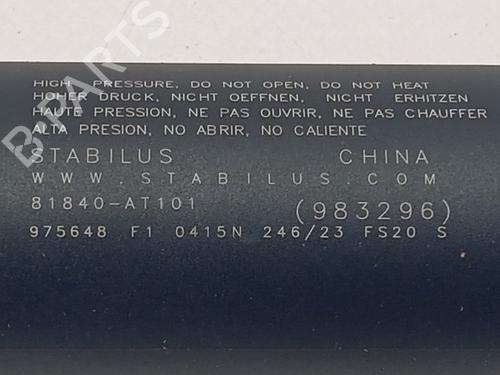 HIGH PRESSURE, DO NOT OPEN, DO NOT HEAT
HOHER DRUCK, NICHT OEFFNEN, NICHT ERHITZEN
HAUTE PRESSION, NE PAS OUVRIR, NE PAS CHAUFFER
ALTA PRESION, NO ABRIR, NO CALIENTE
STABILUS CHINA
WWW.STABILUS.COM
81840-AT101 (983296)
975648 F1 0415N 246/23 FS20 S
B PARTS